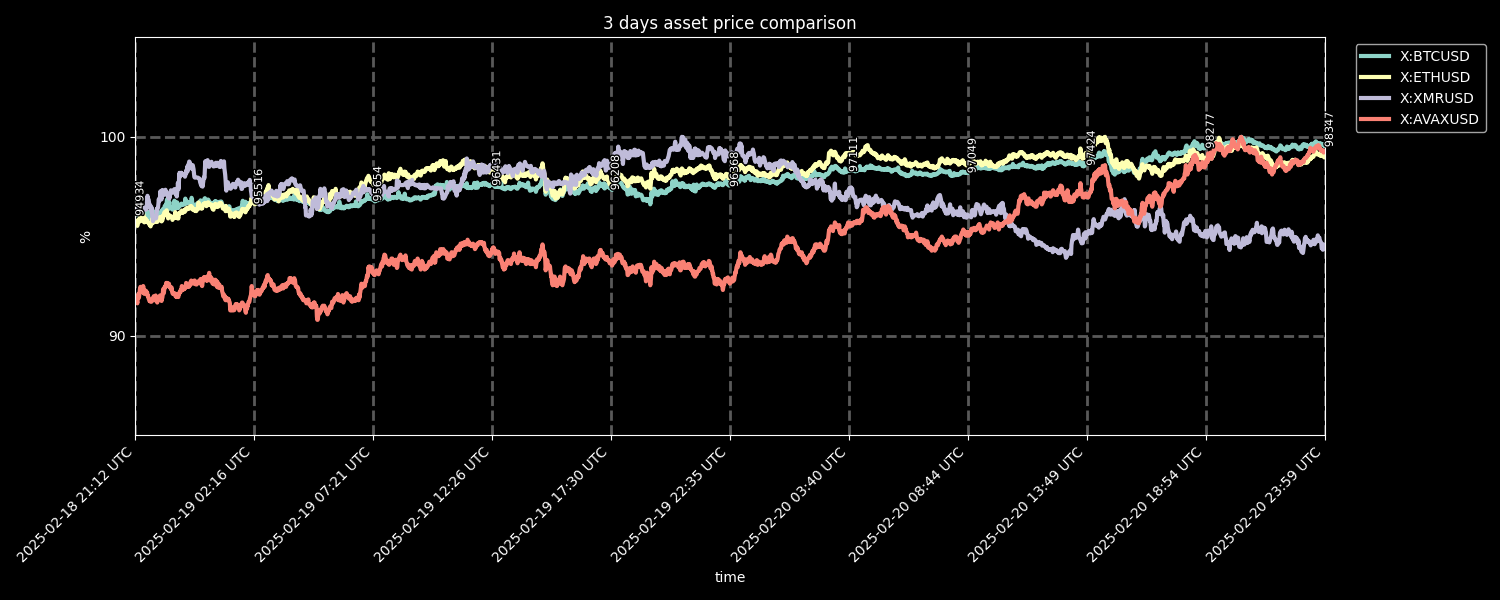 3 days asset price comparison
X:BTCUSD
X:ETHUSD
X:XMRUSD
X:AVAXUSD
100
90
%
94934
95516
95654
96431
96208
96368
97111
97049
97424
98277
98347
2025-02-18 21:12 UTC
2025-02-19 02:16 UTC
2025-02-19 07:21 UTC
2025-02-19 12:26 UTC
2025-02-19 17:30 UTC
2025-02-19 22:35 UTC
2025-02-20 03:40 UTC
2025-02-20 08:44 UTC
2025-02-20 13:49 UTC
2025-02-20 18:54 UTC
2025-02-20 23:59 UTC
time